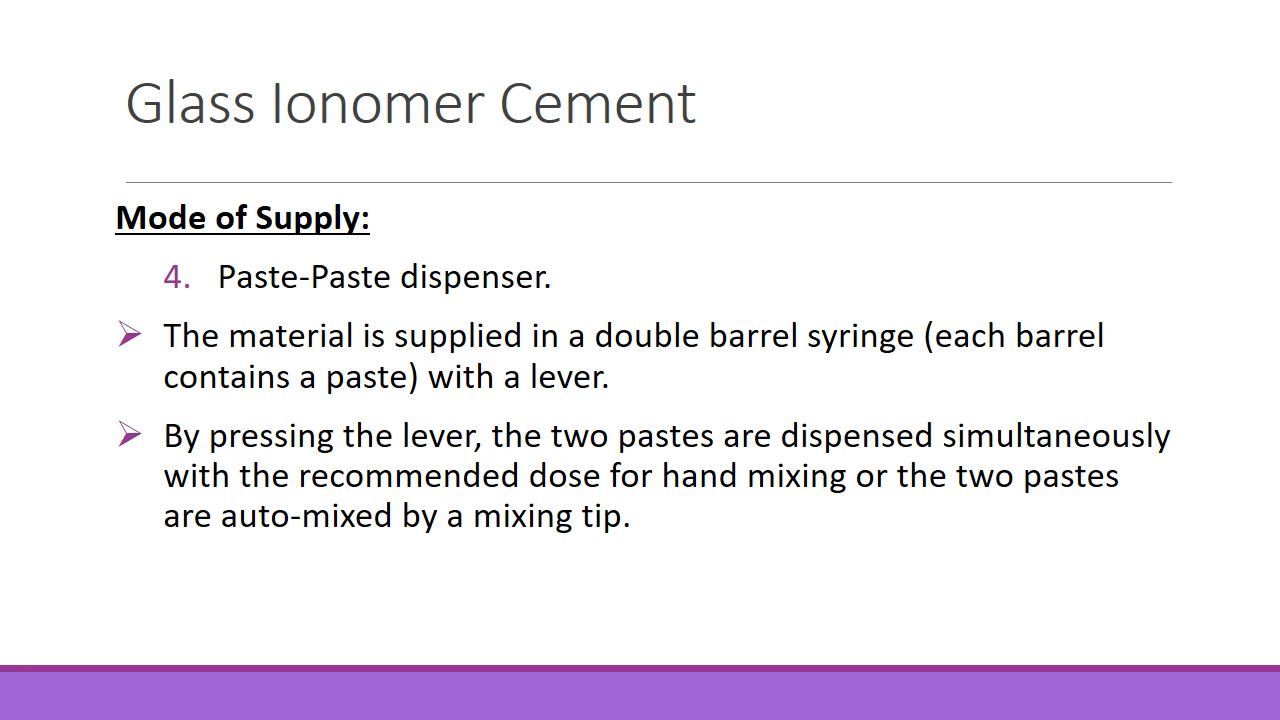 Glass Ionomer Cement
Mode of Supply:
4. Paste-Paste dispenser.
The material is supplied in a double barrel syringe (each barrel
contains a paste) with a lever.
By pressing the lever, the two pastes are dispensed simultaneously
with the recommended dose for hand mixing or the two pastes
are auto-mixed by a mixing tip.